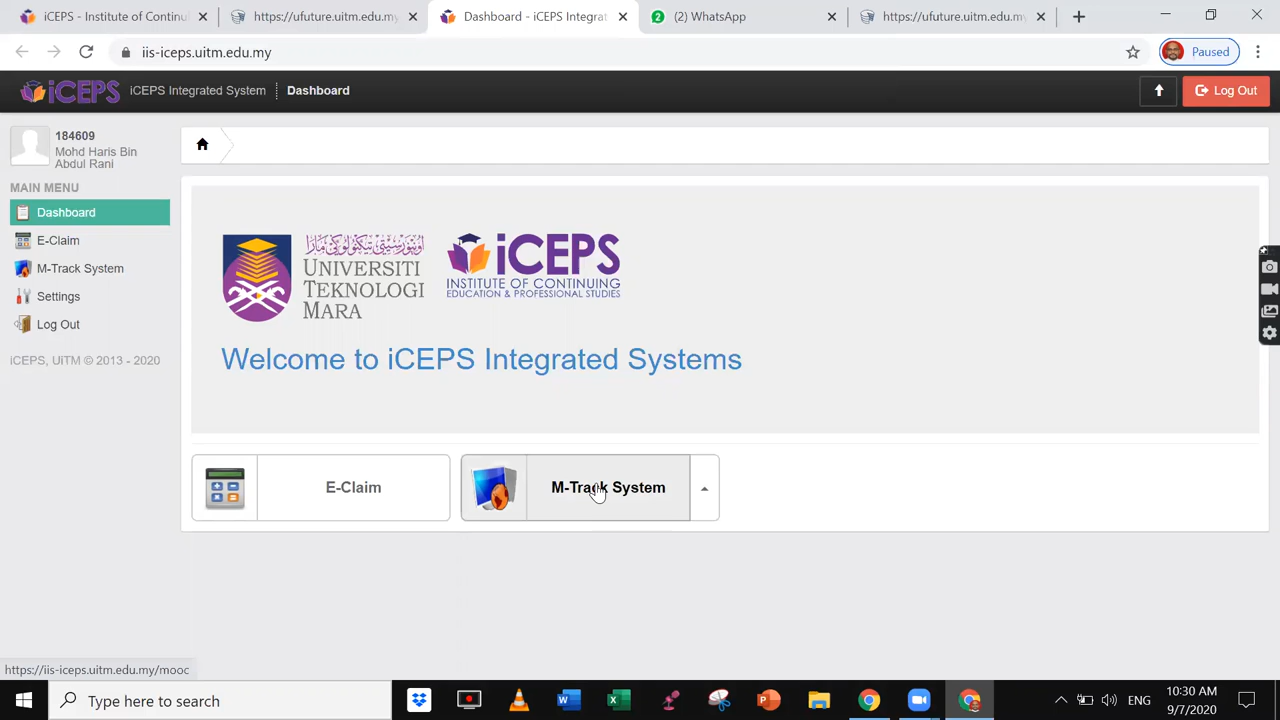 iCEPS - Institute of Continu
https://ufuture.uitm.edu.my/
Dashboard - iCEPS Integrat
2
(2) WhatsApp
https://ufuture.uitm.edu.my/
iis-iceps.uitm.edu.my
Paused
iCEPS
iCEPS Integrated System
Dashboard
Log Out
184609
Mohd Haris Bin
Abdul Rani
MAIN MENU
Dashboard
E-Claim
M-Track System
Settings
Log Out
iCEPS, UITM © 2013 - 2020
UNIVERSITI
TEKNOLOGI
MARA
iCEPS
INSTITUTE OF CONTINUING
EDUCATION & PROFESSIONAL STUDIES
Welcome to iCEPS Integrated Systems
E-Claim
M-Track System
https://iis-iceps.uitm.edu.my/mooc
Type here to search
ENG
10:30 AM
9/7/2020